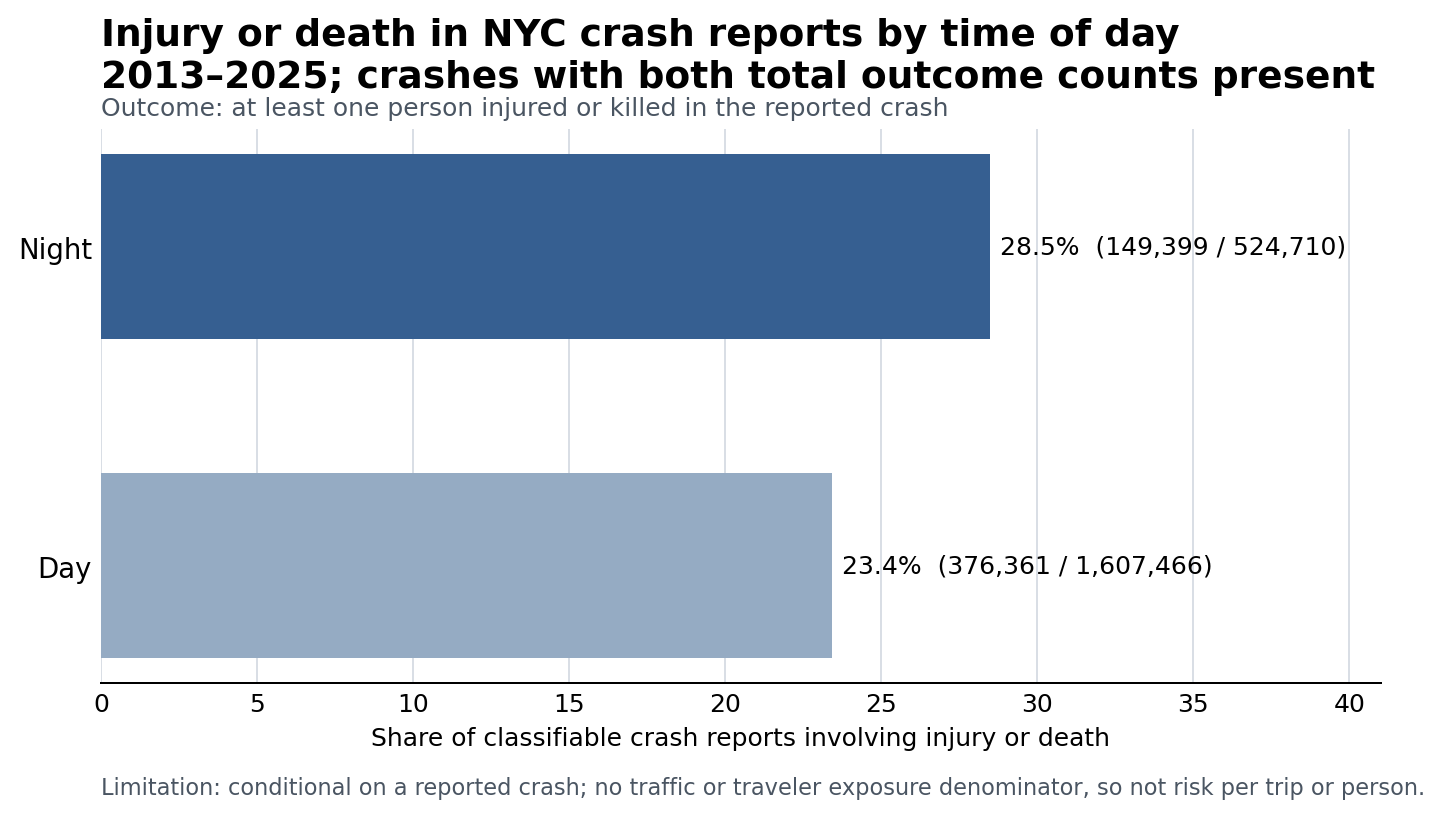 Injury or death in NYC crash reports by time of day
2013–2025; crashes with both total outcome counts present
Outcome: at least one person injured or killed in the reported crash
Night
28.5%  (149,399 / 524,710)
Day
23.4%  (376,361 / 1,607,466)
0 5 10 15 20 25 30 35 40
Share of classifiable crash reports involving injury or death
Limitation: conditional on a reported crash; no traffic or traveler exposure denominator, so not risk per trip or person.